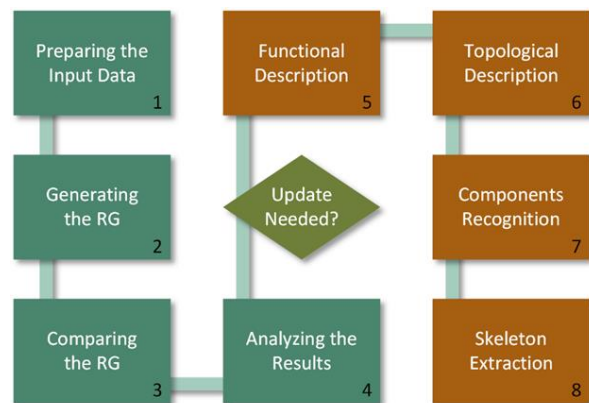 Preparing the
Input Data
1
Generating
the RG
2
Comparing
the RG
3
Analyzing the
Results
4
Update
Needed?
Functional
Description
5
Topological
Description
6
Components
Recognition
7
Skeleton
Extraction
8